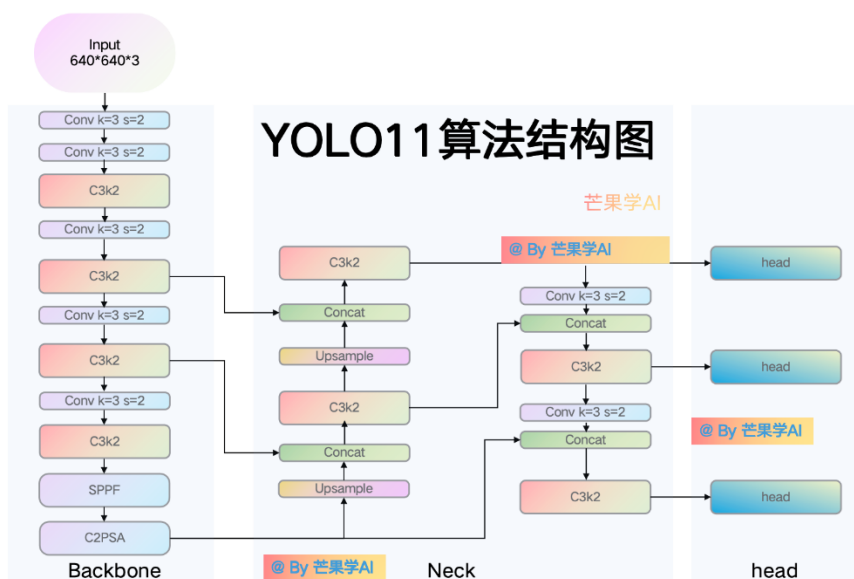 Input
640*640*3
Conv k=3 s=2
Conv k=3 s=2
C3k2
Conv k=3 s=2
C3k2
Conv k=3 s=2
C3k2
Conv k=3 s=2
C3k2
SPPF
C2PSA
Backbone
YOLO11算法结构图
芒果学AI
@ By 芒果学AI
C3k2
Concat
Upsample
C3k2
Concat
Upsample
Conv k=3 s=2
Concat
C3k2
Conv k=3 s=2
Concat
C3k2
@ By 芒果学AI
Neck
head
head
@ By 芒果学AI
head
head